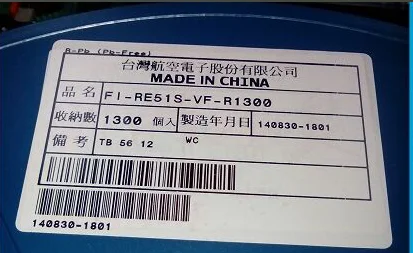 R-Pb (Pb-Free)
台灣航空電子股份有限公司
MADE IN CHINA
品名 FI-RE51S-VF-R1300
收納數 1300 個入 製造年月日 140830-1801
備考 TB 56 12 WC
140830-1801